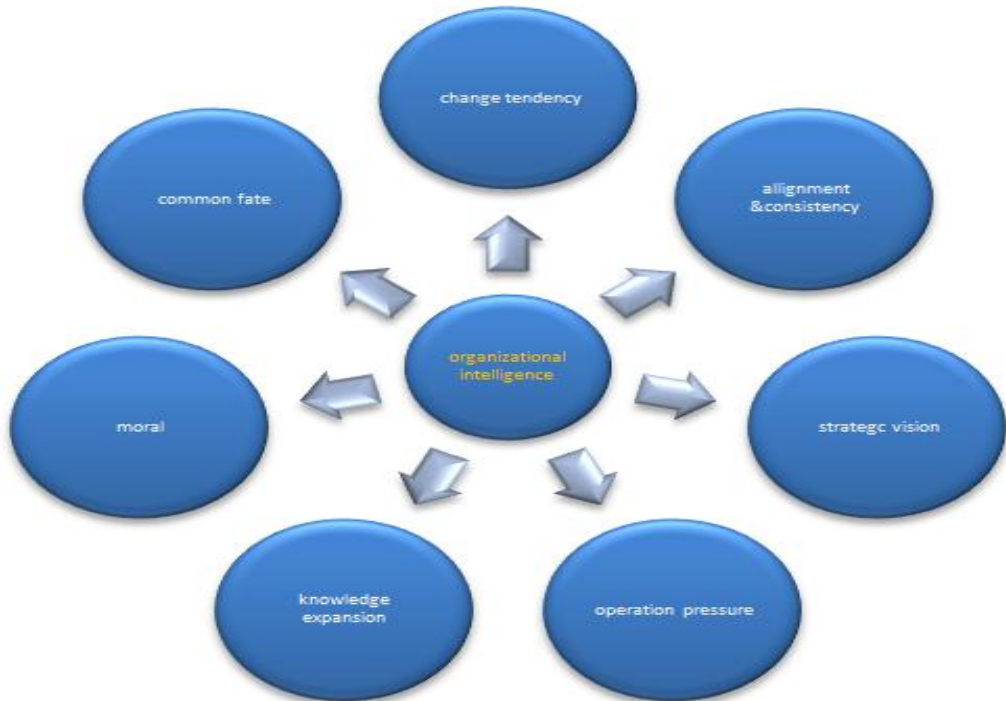 change tendency
common fate
allignment
&consistency
organizational
intelligence
moral
strategc vision
knowledge
expansion
operation pressure